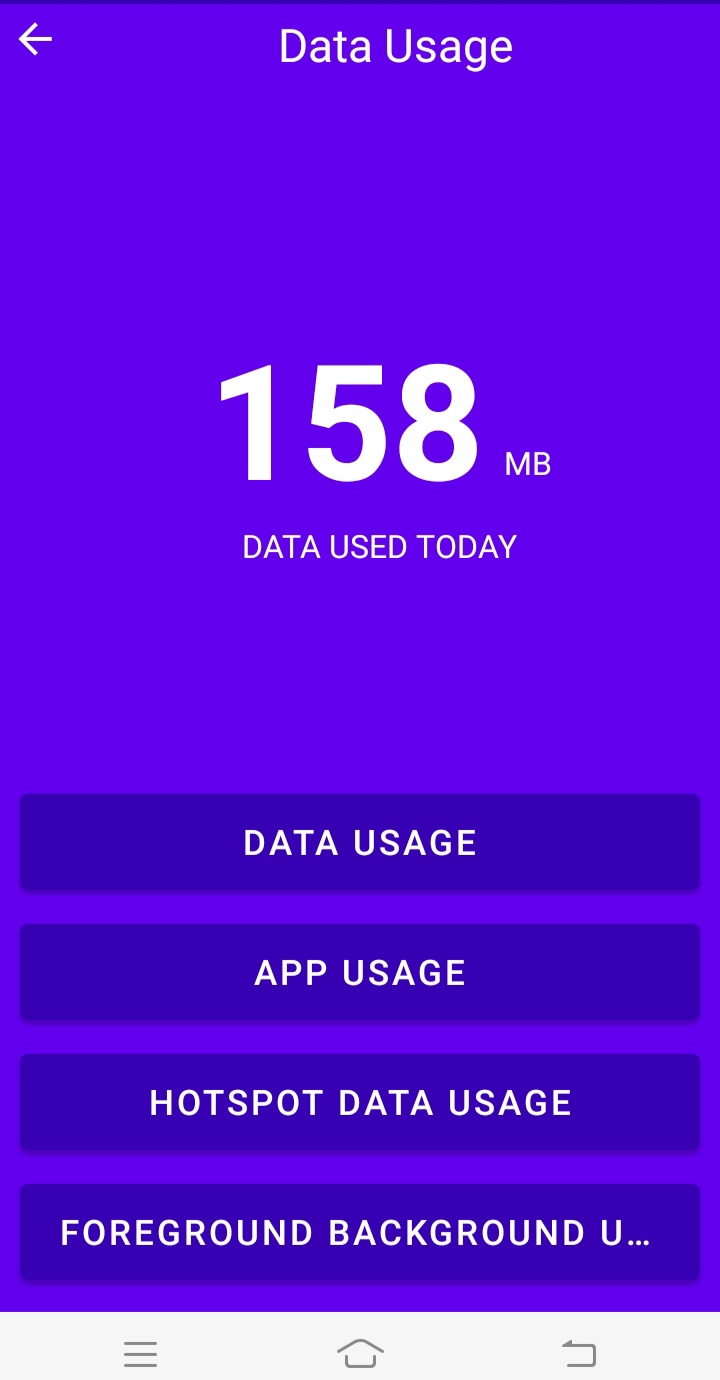 Data Usage
158 MB
DATA USED TODAY
DATA USAGE
APP USAGE
HOTSPOT DATA USAGE
FOREGROUND BACKGROUND U…